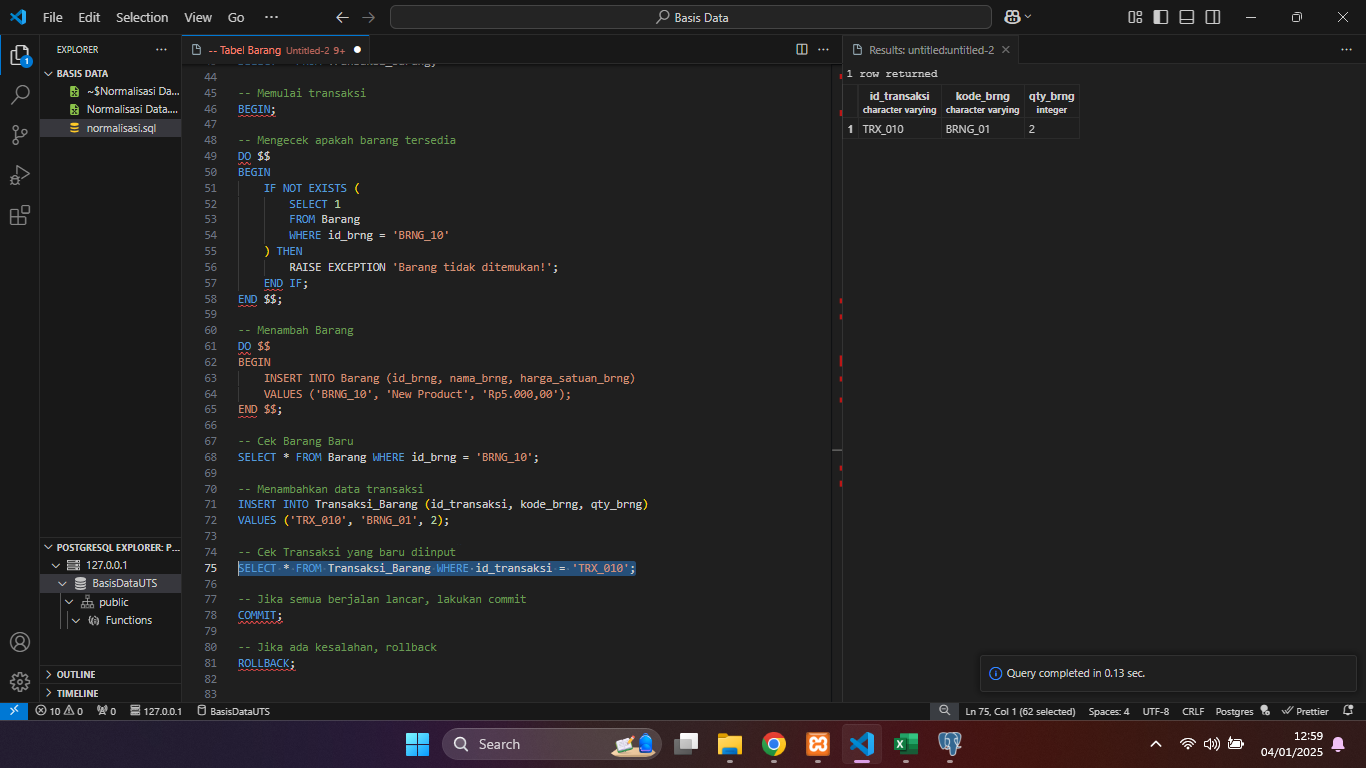 File Edit Selection View Go ··· Basis Data
EXPLORER ···
BASIS DATA
~$Normalisasi Da...
Normalisasi Data....
normalisasi.sql
POSTGRESQL EXPLORER: P...
127.0.0.1
BasisDataUTS
public
Functions
OUTLINE
TIMELINE
-- Tabel Barang Untitled-2 9+
44
45 -- Memulai transaksi
46 BEGIN;
47
48 -- Mengecek apakah barang tersedia
49 DO $$
50 BEGIN
51 IF NOT EXISTS (
52 SELECT 1
53 FROM Barang
54 WHERE id_brng = 'BRNG_10'
55 ) THEN
56 RAISE EXCEPTION 'Barang tidak ditemukan!';
57 END IF;
58 END $$;
59
60 -- Menambah Barang
61 DO $$
62 BEGIN
63 INSERT INTO Barang (id_brng, nama_brng, harga_satuan_brng)
64 VALUES ('BRNG_10', 'New Product', 'Rp5.000,00');
65 END $$;
66
67 -- Cek Barang Baru
68 SELECT * FROM Barang WHERE id_brng = 'BRNG_10';
69
70 -- Menambahkan data transaksi
71 INSERT INTO Transaksi_Barang (id_transaksi, kode_brng, qty_brng)
72 VALUES ('TRX_010', 'BRNG_01', 2);
73
74 -- Cek Transaksi yang baru diinput
75 SELECT * FROM Transaksi_Barang WHERE id_transaksi = 'TRX_010';
76
77 -- Jika semua berjalan lancar, lakukan commit
78 COMMIT;
79
80 -- Jika ada kesalahan, rollback
81 ROLLBACK;
82
83
Results: untitled:untitled-2
1 row returned
id_transaksi kode_brng qty_brng
character varying character varying integer
1 TRX_010 BRNG_01 2
Query completed in 0.13 sec.
10 0 0 127.0.0.1 BasisDataUTS Ln 75, Col 1 (62 selected) Spaces: 4 UTF-8 CRLF Postgres Prettier
Search
12:59
04/01/2025